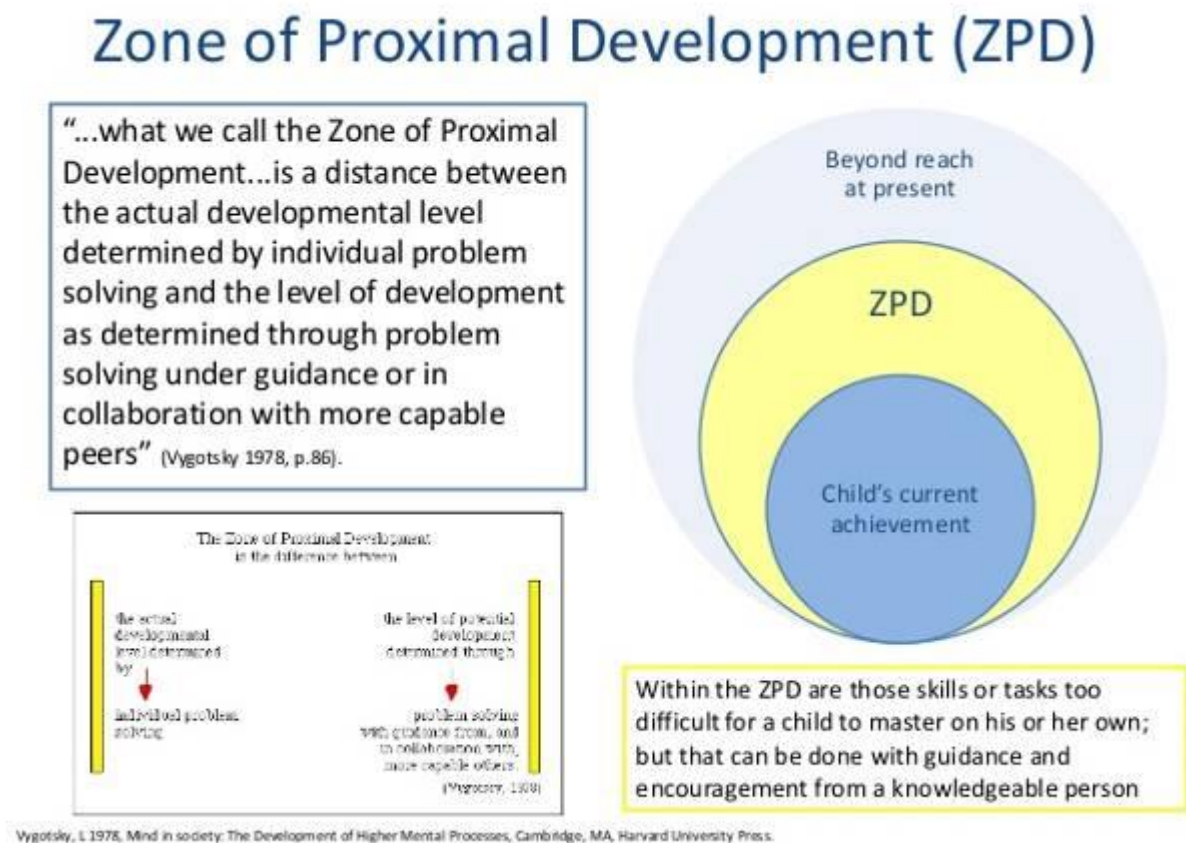 Zone of Proximal Development (ZPD)
“...what we call the Zone of Proximal
Development...is a distance between
the actual developmental level
determined by individual problem
solving and the level of development
as determined through problem
solving under guidance or in
collaboration with more capable
peers” (Vygotsky 1978, p.86).
Beyond reach
at present
ZPD
Child’s current
achievement
The Zone of Proximal Development
is the difference between
the actual
developmental
level determined
by
individual problem
solving
the level of potential
development
determined through
problem solving
with guidance from, and
in collaboration with,
more capable others.
(Vygotsky, 1978)
Within the ZPD are those skills or tasks too
difficult for a child to master on his or her own;
but that can be done with guidance and
encouragement from a knowledgeable person
Vygotsky, L 1978, Mind in society: The Development of Higher Mental Processes, Cambridge, MA, Harvard University Press.